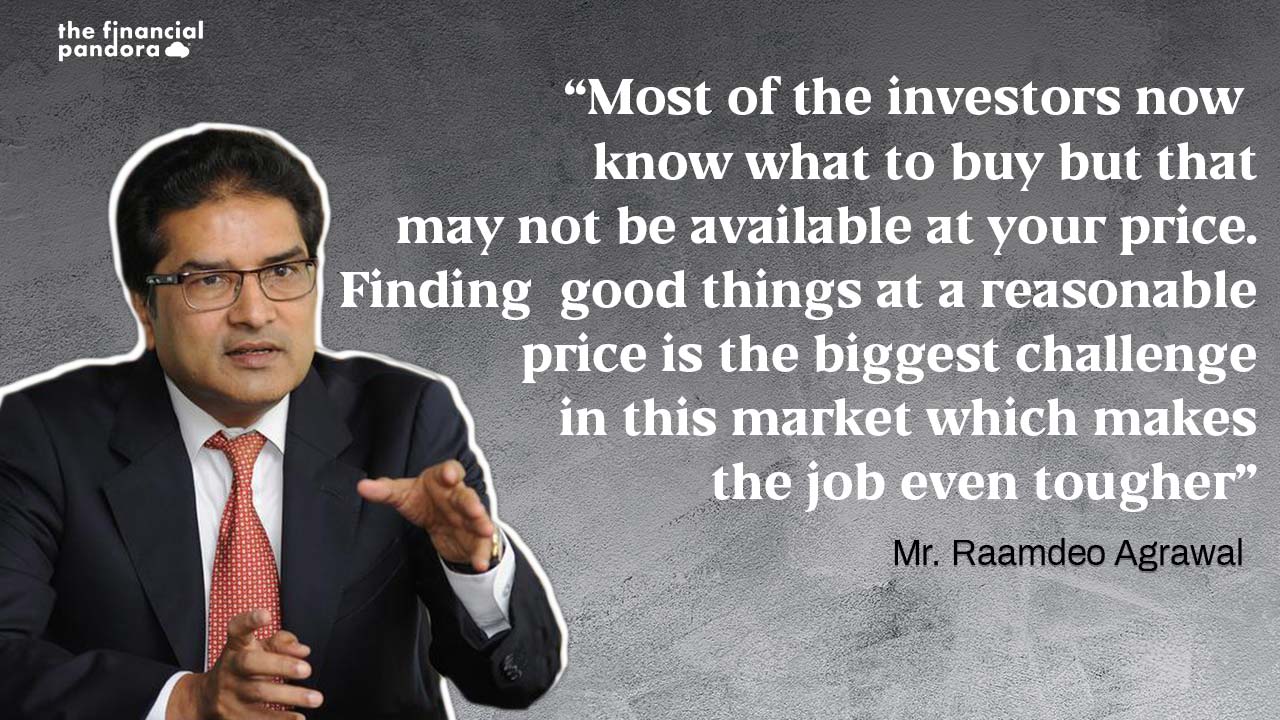 the financial
pandora
“Most of the investors now
know what to buy but that
may not be available at your price.
Finding good things at a reasonable
price is the biggest challenge
in this market which makes
the job even tougher”
Mr. Raamdeo Agrawal